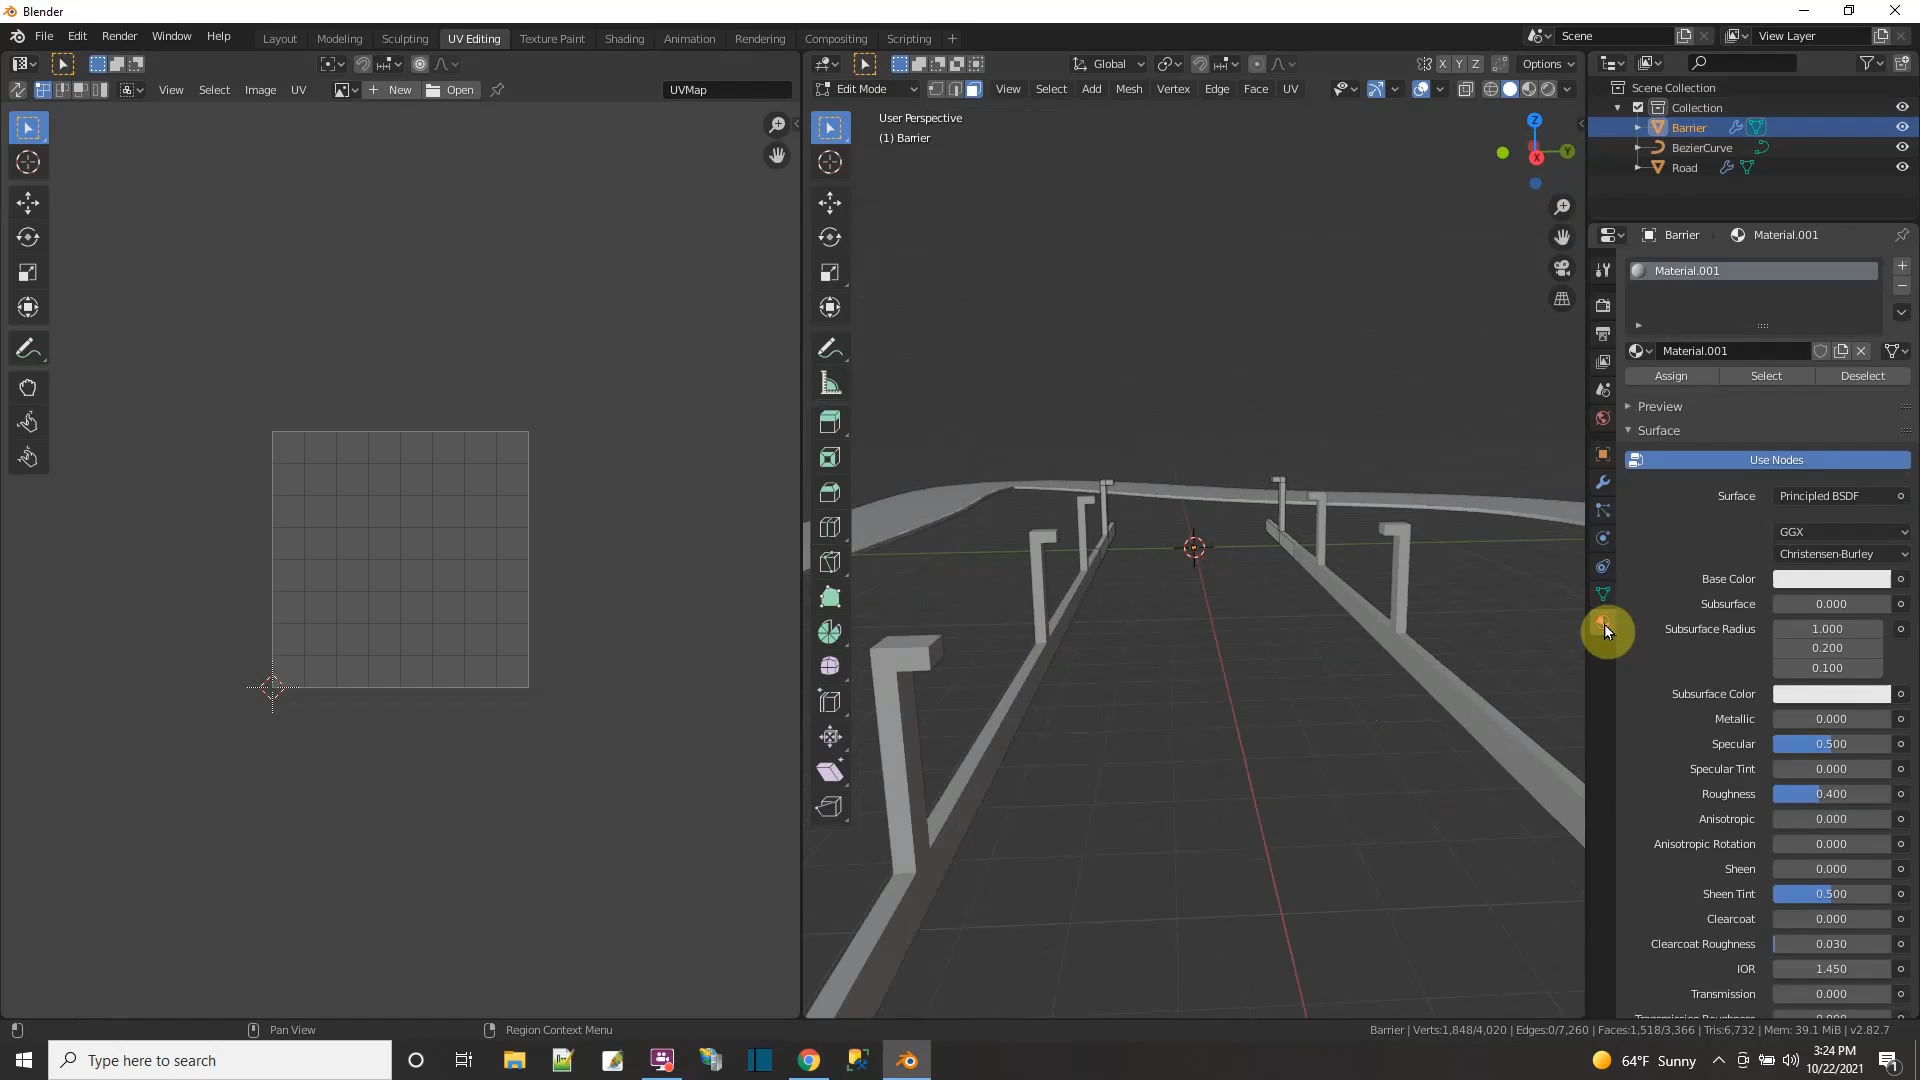 Blender
File Edit Render Window Help
Layout Modeling Sculpting UV Editing Texture Paint Shading Animation Rendering Compositing Scripting +
Scene
View Layer
View Select Image UV
New Open
UVMap
Global
X Y Z
Options
Edit Mode
View Select Add Mesh Vertex Edge Face UV
User Perspective
(1) Barrier
Z
Y
X
Scene Collection
Collection
Barrier
BezierCurve
Road
Barrier Material.001
Material.001
Material.001
Assign Select Deselect
Preview
Surface
Use Nodes
Surface Principled BSDF
GGX
Christensen-Burley
Base Color
Subsurface 0.000
Subsurface Radius 1.000
0.200
0.100
Subsurface Color
Metallic 0.000
Specular 0.500
Specular Tint 0.000
Roughness 0.400
Anisotropic 0.000
Anisotropic Rotation 0.000
Sheen 0.000
Sheen Tint 0.500
Clearcoat 0.000
Clearcoat Roughness 0.030
IOR 1.450
Transmission 0.000
Pan View
Region Context Menu
Barrier | Verts:1,848/4,020 | Edges:0/7,260 | Faces:1,518/3,366 | Tris:6,732 | Mem: 39.1 MiB | v2.82.7
Type here to search
64°F Sunny
3:24 PM
10/22/2021
1